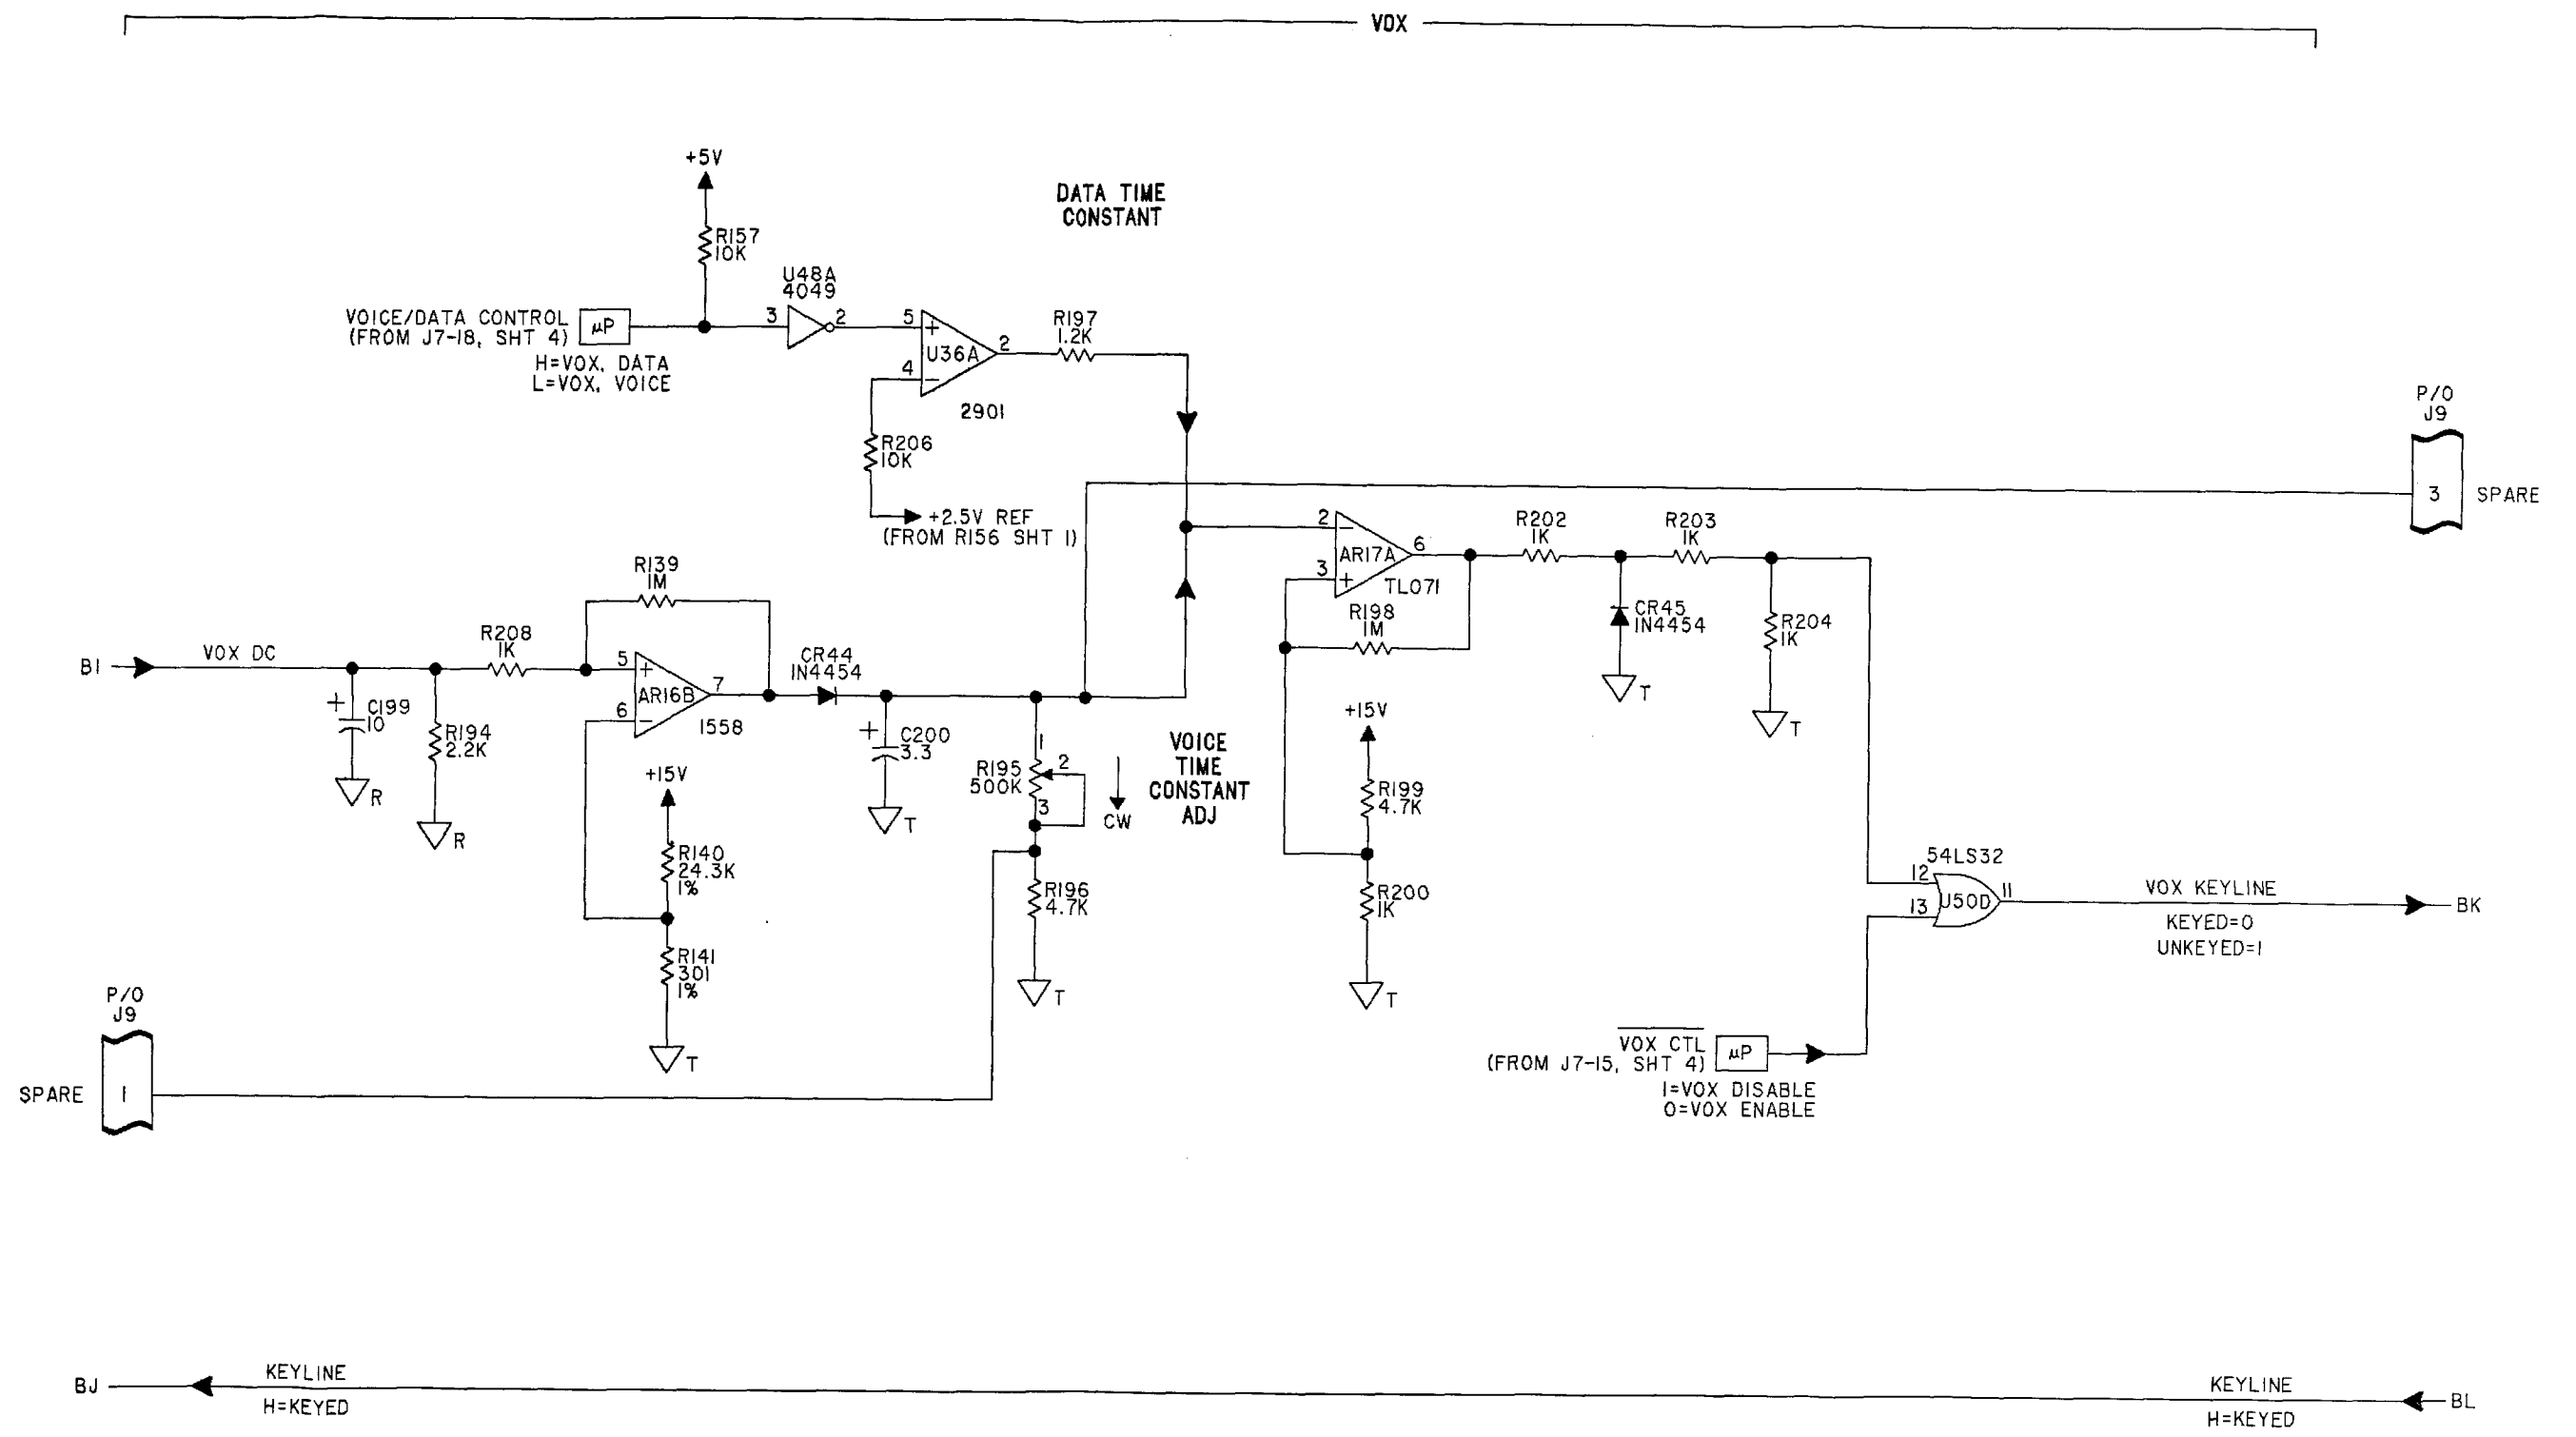 VOX
+5V
DATA TIME
CONSTANT
R157
10K
U48A
4049
VOICE/DATA CONTROL
(FROM J7-18, SHT 4)
µP
H=VOX, DATA
L=VOX, VOICE
3
2
5
+
U36A
4
−
2
2901
R197
1.2K
R206
10K
+2.5V REF
(FROM R156 SHT 1)
P/O
J9
3
SPARE
R139
1M
2
−
AR17A
3
+
6
TL071
R202
1K
R203
1K
R198
1M
CR45
1N4454
T
R204
1K
T
BI
VOX DC
R208
1K
+
C199
10
R
R194
2.2K
R
5
+
AR16B
6
−
7
1558
CR44
1N4454
+
C200
3.3
T
+15V
R140
24.3K
1%
R141
301
1%
T
1
R195
500K
2
3
CW
VOICE
TIME
CONSTANT
ADJ
R196
4.7K
T
+15V
R199
4.7K
R200
1K
T
54LS32
12
13
U50D
11
VOX KEYLINE
KEYED=0
UNKEYED=1
BK
P/O
J9
SPARE
1
VOX CTL
(FROM J7-15, SHT 4)
µP
1=VOX DISABLE
0=VOX ENABLE
BJ
KEYLINE
H=KEYED
KEYLINE
H=KEYED
BL